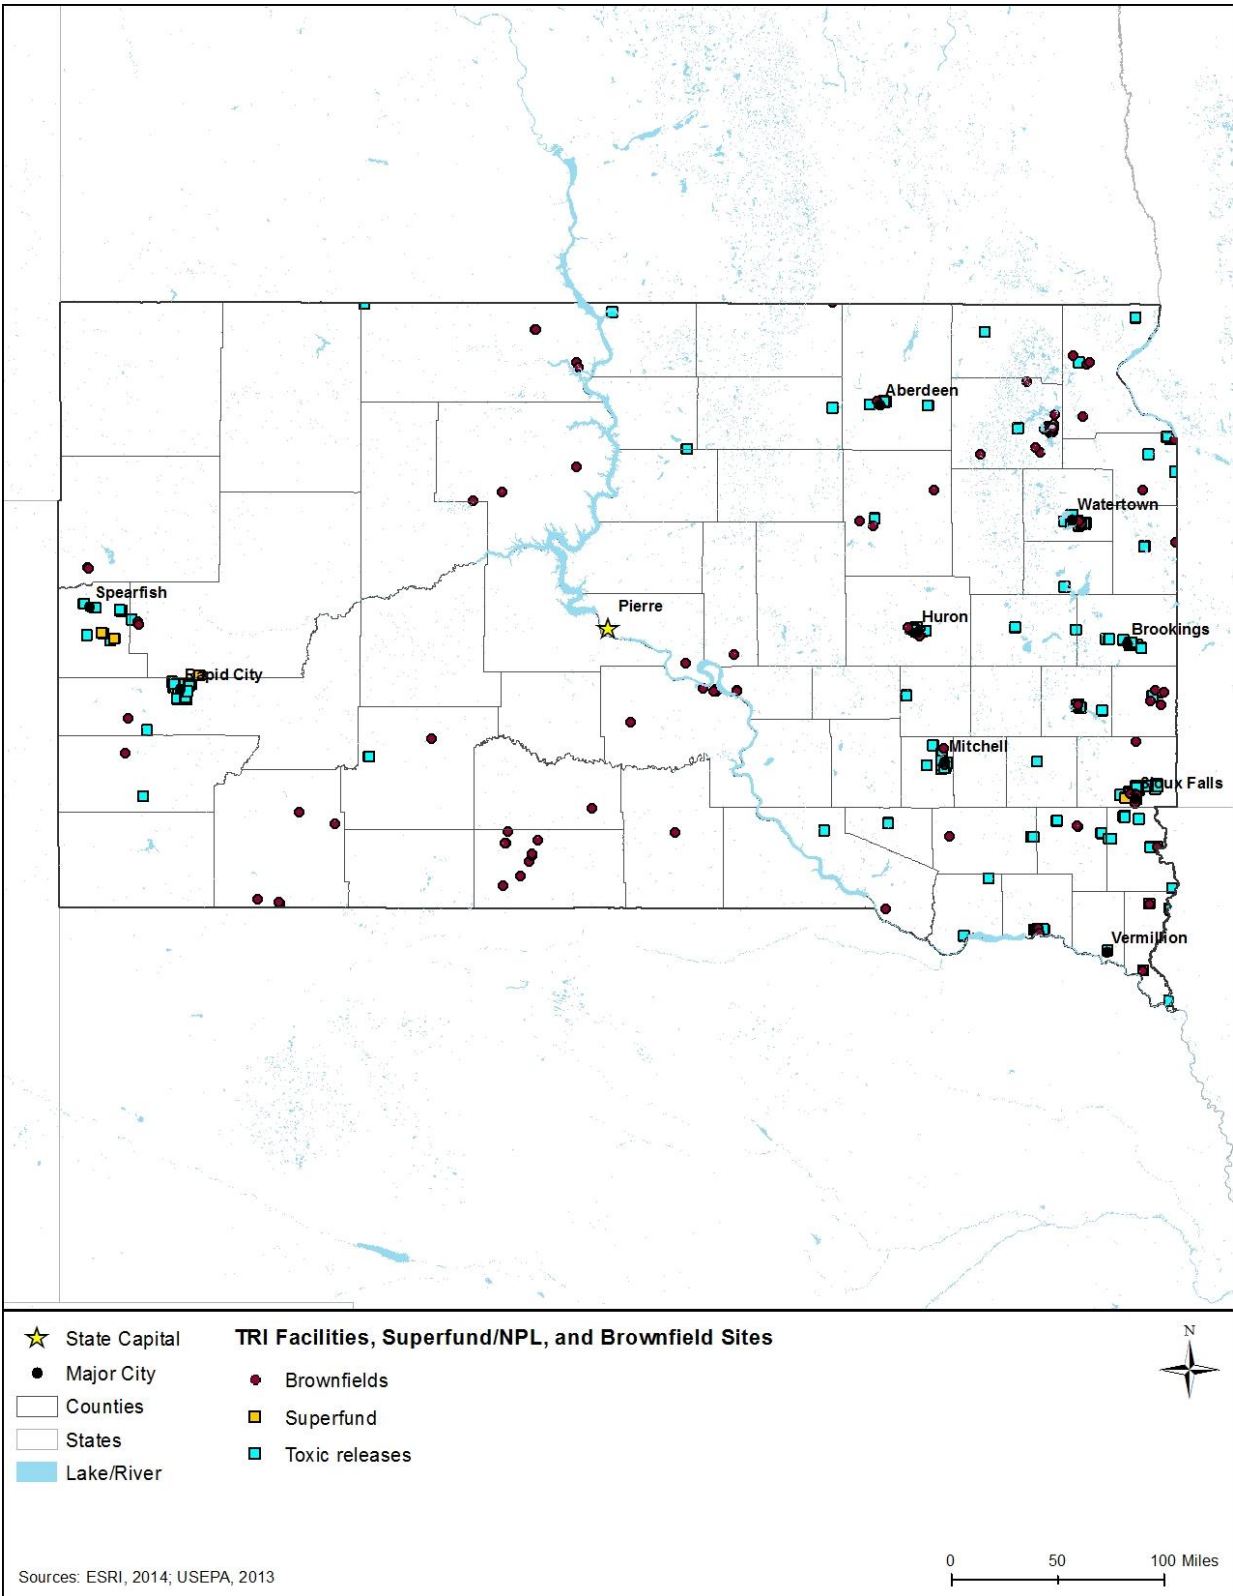 Aberdeen
Watertown
Spearfish
Pierre
Huron
Brookings
Rapid City
Mitchell
Sioux Falls
Vermillion
State Capital
Major City
Counties
States
Lake/River
TRI Facilities, Superfund/NPL, and Brownfield Sites
Brownfields
Superfund
Toxic releases
N
0 50 100 Miles
Sources: ESRI, 2014; USEPA, 2013